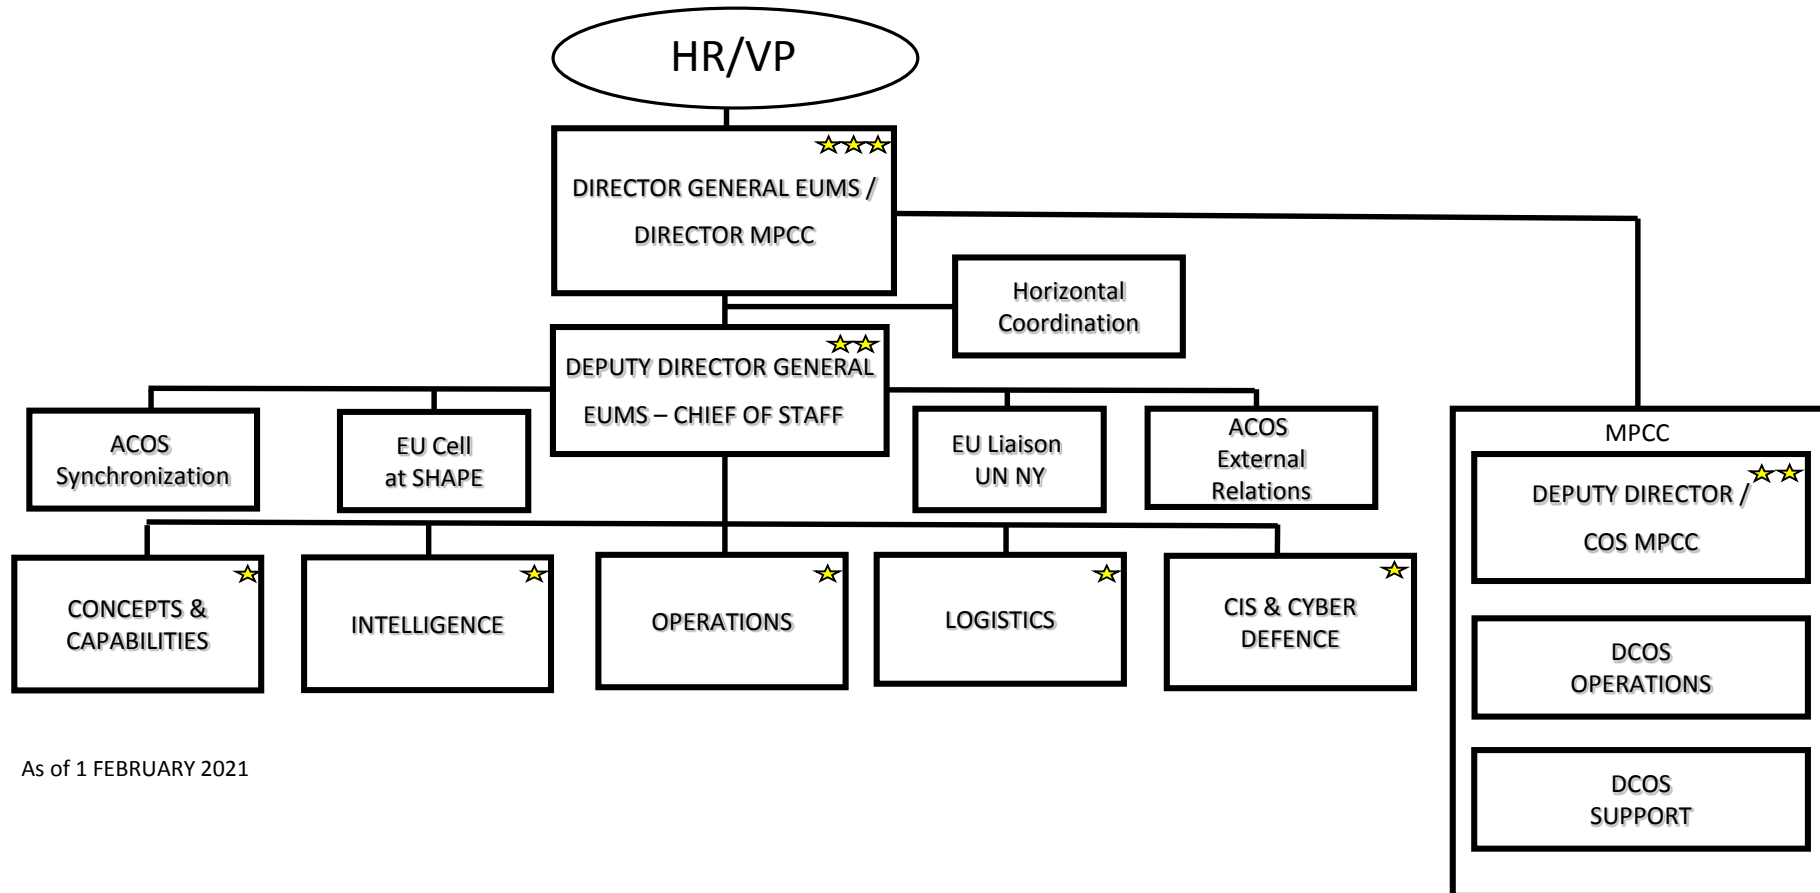 HR/VP
DIRECTOR GENERAL EUMS /
DIRECTOR MPCC
Horizontal
Coordination
DEPUTY DIRECTOR GENERAL
EUMS – CHIEF OF STAFF
ACOS
Synchronization
EU Cell
at SHAPE
EU Liaison
UN NY
ACOS
External
Relations
MPCC
DEPUTY DIRECTOR /
COS MPCC
DCOS
OPERATIONS
DCOS
SUPPORT
CONCEPTS &
CAPABILITIES
INTELLIGENCE
OPERATIONS
LOGISTICS
CIS & CYBER
DEFENCE
As of 1 FEBRUARY 2021